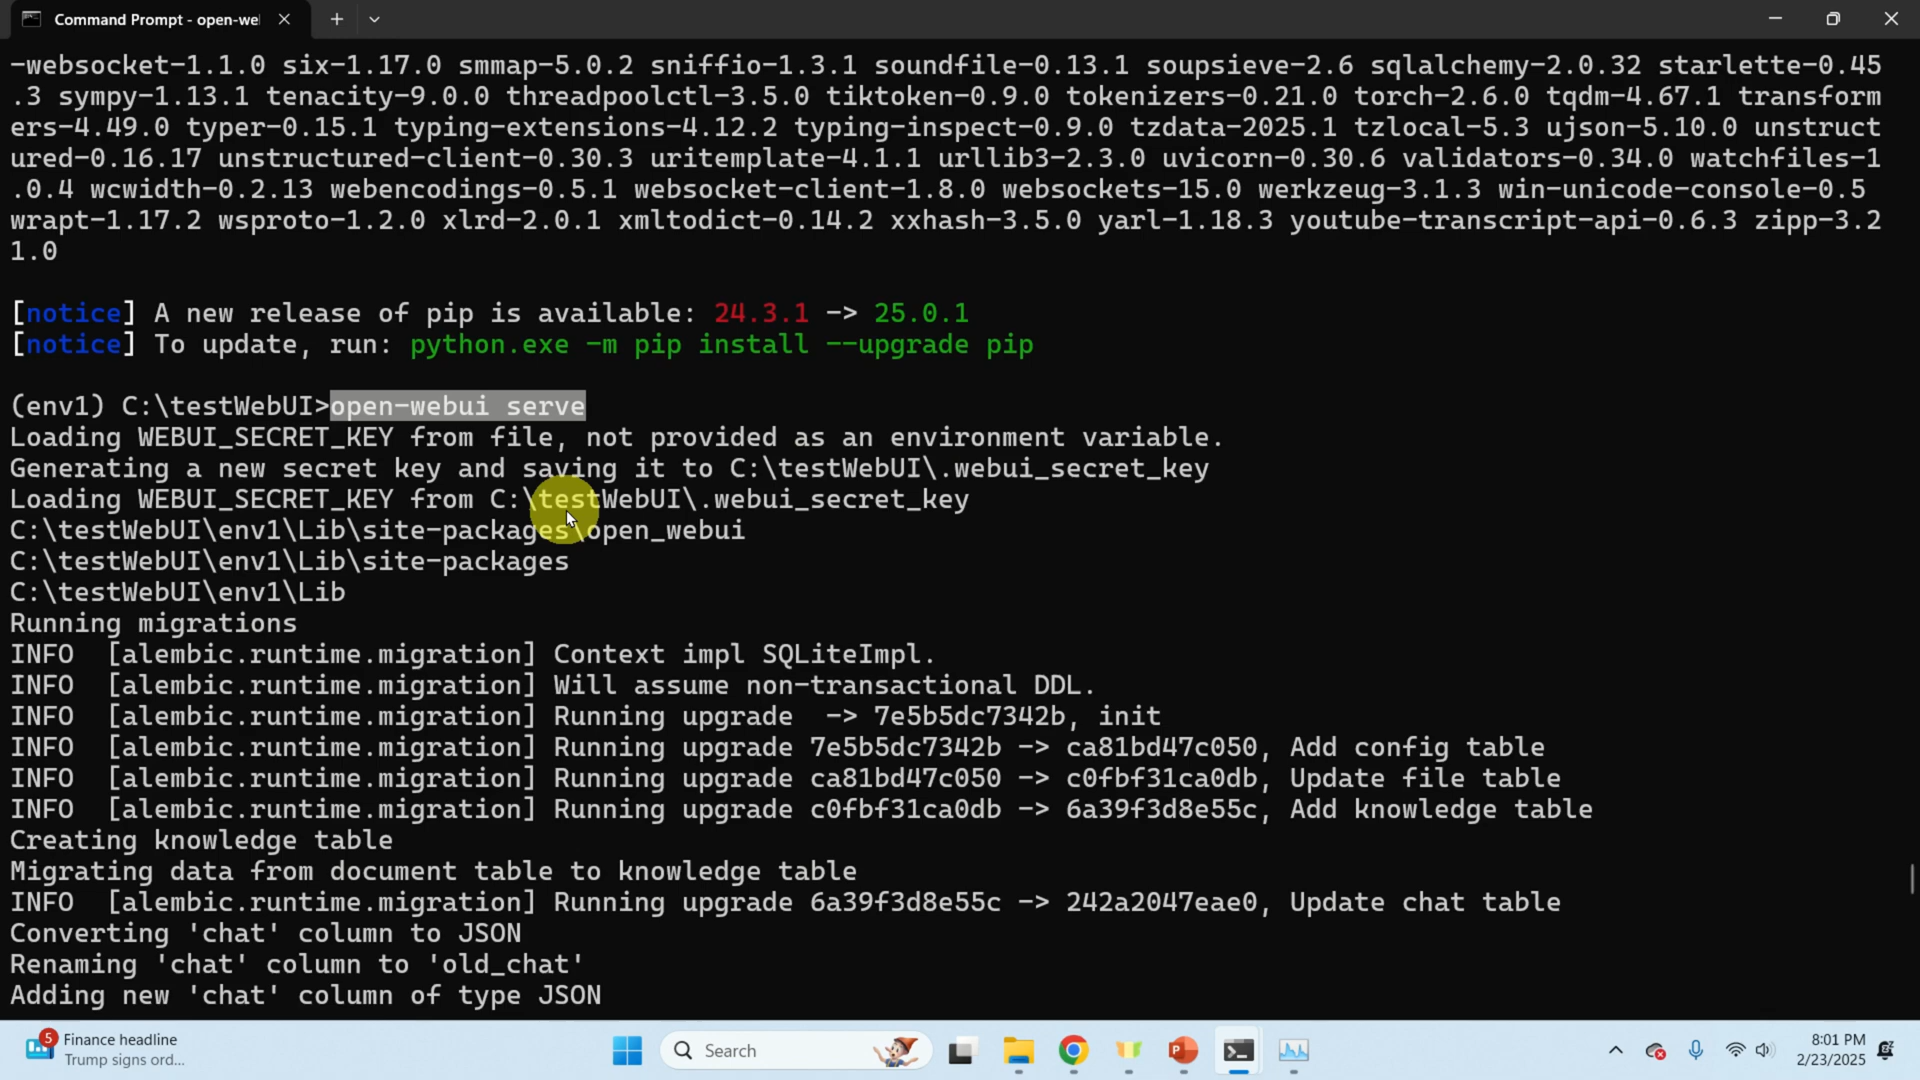 Command Prompt - open-we
-websocket-1.1.0 six-1.17.0 smmap-5.0.2 sniffio-1.3.1 soundfile-0.13.1 soupsieve-2.6 sqlalchemy-2.0.32 starlette-0.45
.3 sympy-1.13.1 tenacity-9.0.0 threadpoolctl-3.5.0 tiktoken-0.9.0 tokenizers-0.21.0 torch-2.6.0 tqdm-4.67.1 transform
ers-4.49.0 typer-0.15.1 typing-extensions-4.12.2 typing-inspect-0.9.0 tzdata-2025.1 tzlocal-5.3 ujson-5.10.0 unstruct
ured-0.16.17 unstructured-client-0.30.3 uritemplate-4.1.1 urllib3-2.3.0 uvicorn-0.30.6 validators-0.34.0 watchfiles-1
.0.4 wcwidth-0.2.13 webencodings-0.5.1 websocket-client-1.8.0 websockets-15.0 werkzeug-3.1.3 win-unicode-console-0.5
wrapt-1.17.2 wsproto-1.2.0 xlrd-2.0.1 xmltodict-0.14.2 xxhash-3.5.0 yarl-1.18.3 youtube-transcript-api-0.6.3 zipp-3.2
1.0
[notice] A new release of pip is available: 24.3.1 -> 25.0.1
[notice] To update, run: python.exe -m pip install --upgrade pip
(env1) C:\testWebUI>open-webui serve
Loading WEBUI_SECRET_KEY from file, not provided as an environment variable.
Generating a new secret key and saving it to C:\testWebUI\.webui_secret_key
Loading WEBUI_SECRET_KEY from C:\testWebUI\.webui_secret_key
C:\testWebUI\env1\Lib\site-packages\open_webui
C:\testWebUI\env1\Lib\site-packages
C:\testWebUI\env1\Lib
Running migrations
INFO  [alembic.runtime.migration] Context impl SQLiteImpl.
INFO  [alembic.runtime.migration] Will assume non-transactional DDL.
INFO  [alembic.runtime.migration] Running upgrade  -> 7e5b5dc7342b, init
INFO  [alembic.runtime.migration] Running upgrade 7e5b5dc7342b -> ca81bd47c050, Add config table
INFO  [alembic.runtime.migration] Running upgrade ca81bd47c050 -> c0fbf31ca0db, Update file table
INFO  [alembic.runtime.migration] Running upgrade c0fbf31ca0db -> 6a39f3d8e55c, Add knowledge table
Creating knowledge table
Migrating data from document table to knowledge table
INFO  [alembic.runtime.migration] Running upgrade 6a39f3d8e55c -> 242a2047eae0, Update chat table
Converting 'chat' column to JSON
Renaming 'chat' column to 'old_chat'
Adding new 'chat' column of type JSON
5
Finance headline
Trump signs ord...
Search
P
8:01 PM
2/23/2025